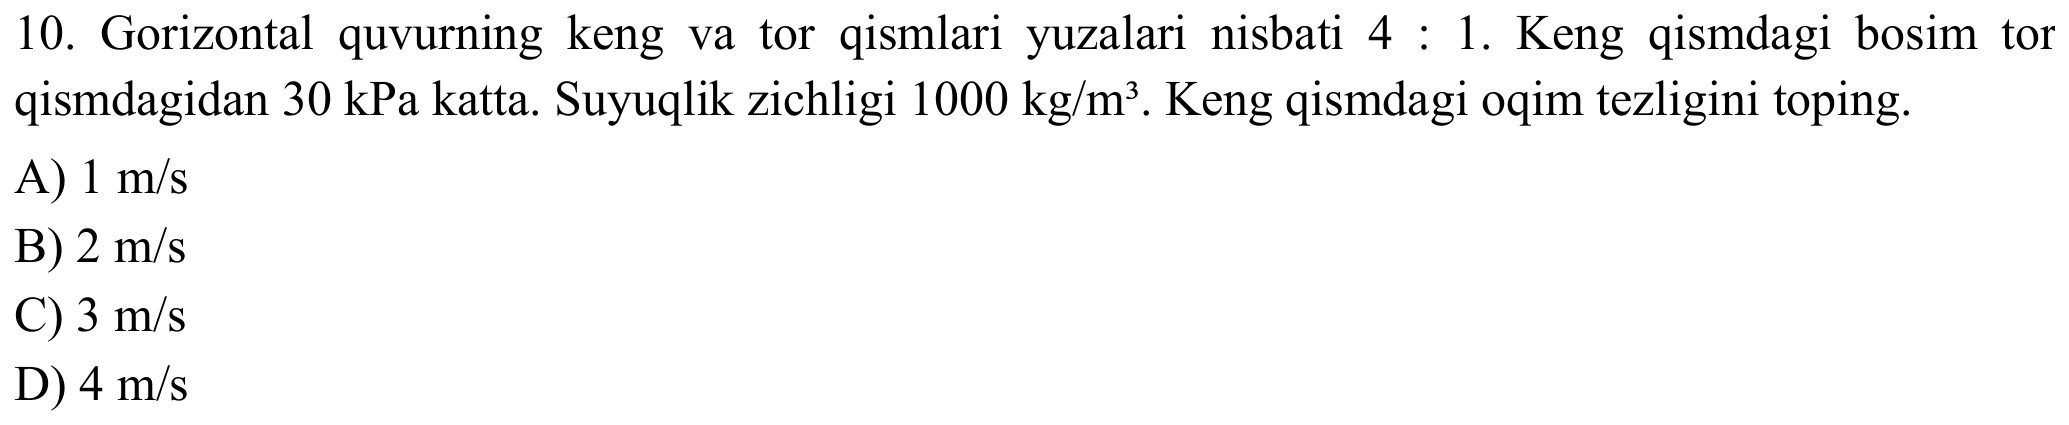 10. Gorizontal quvurning keng va tor qismlari yuzalari nisbati 4 : 1. Keng qismdagi bosim tor
qismdagidan 30 kPa katta. Suyuqlik zichligi 1000 kg/m³. Keng qismdagi oqim tezligini toping.
A) 1 m/s
B) 2 m/s
C) 3 m/s
D) 4 m/s